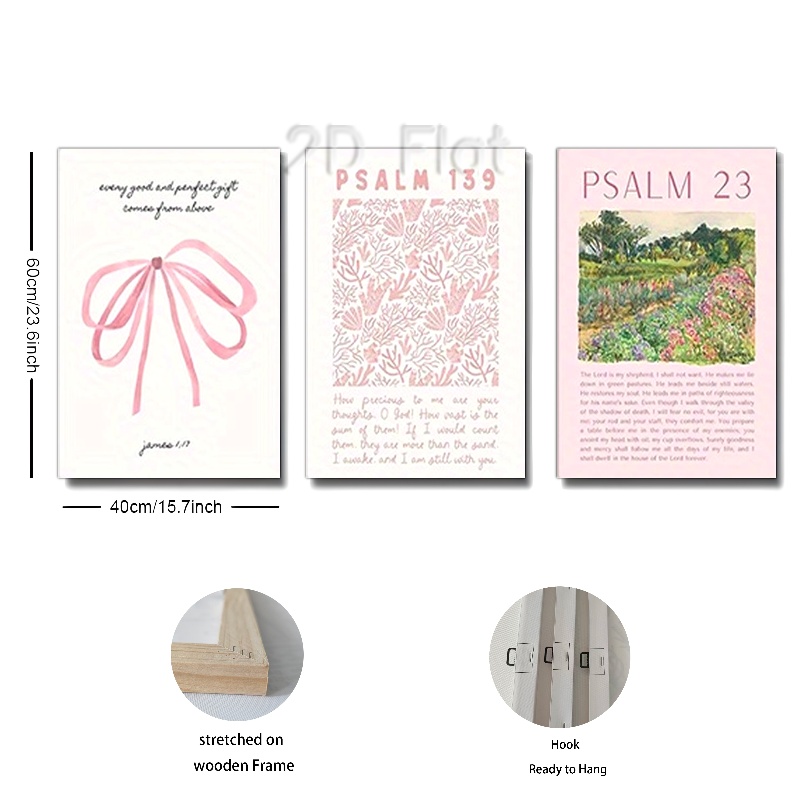 2D Flat
every good and perfect gift
comes from above
james 1:17
PSALM 139
How precious to me are your
thoughts, O God! How vast is the
sum of them! If I would count
them, they are more than the sand.
I awake, and I am still with you.
PSALM 23
The Lord is my shepherd, I shall not want. He makes me lie
down in green pastures. He leads me beside still waters.
He restores my soul. He leads me in paths of righteousness
for his name's sake. Even though I walk through the valley
of the shadow of death, I will fear no evil, for you are with
me; your rod and your staff, they comfort me. You prepare
a table before me in the presence of my enemies; you
anoint my head with oil; my cup overflows. Surely goodness
and mercy shall follow me all the days of my life, and I
shall dwell in the house of the Lord forever.
60cm/23.6inch
40cm/15.7inch
stretched on
wooden Frame
Hook
Ready to Hang